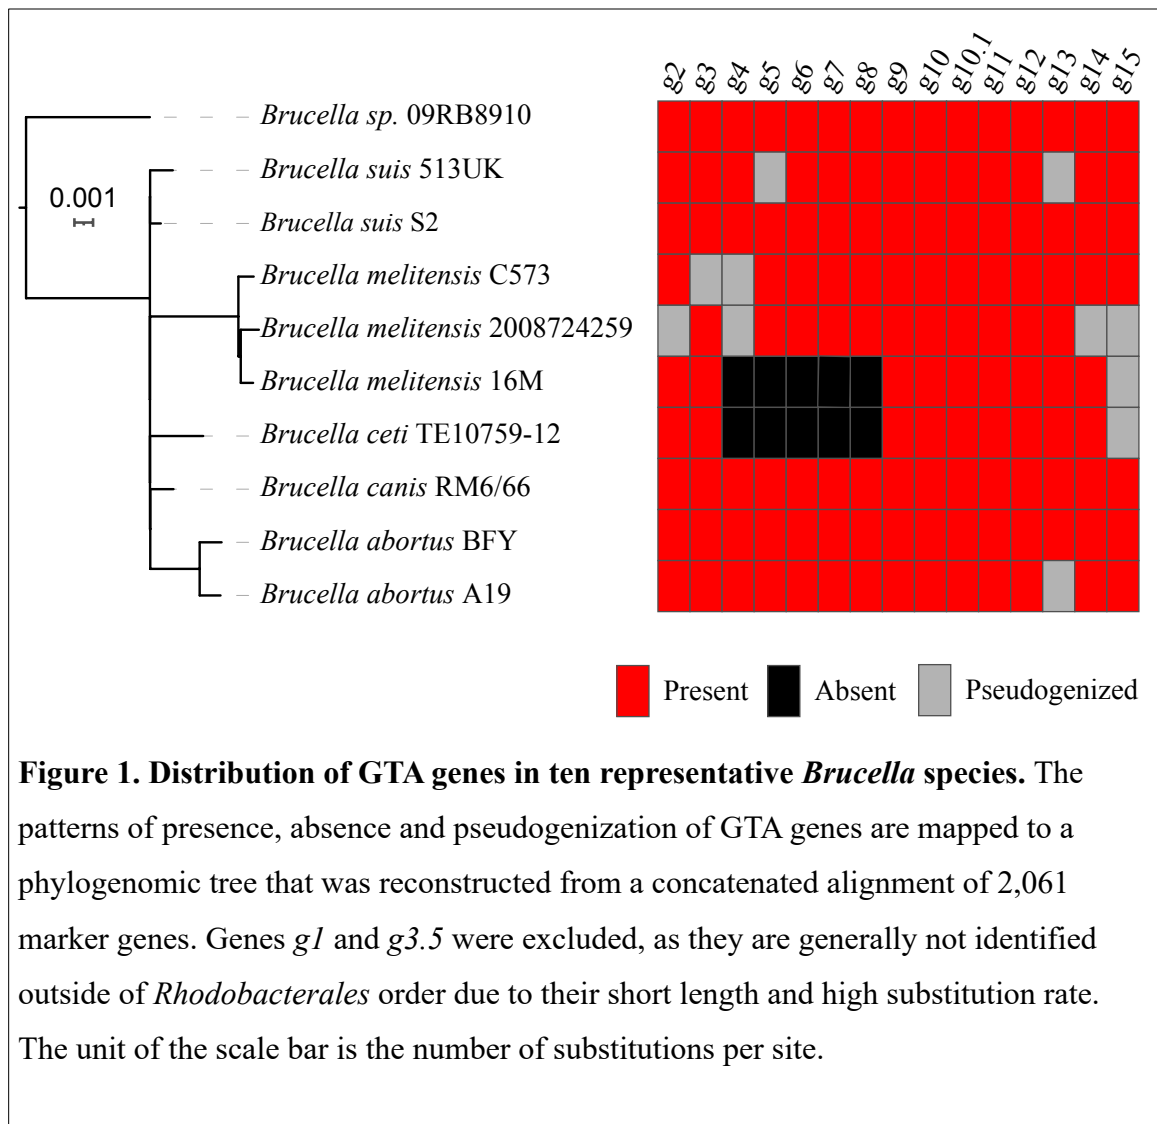 g2 g3 g4 g5 g6 g7 g8 g9 g10 g10.1 g11 g12 g13 g14 g15
Brucella sp. 09RB8910
Brucella suis 513UK
0.001
Brucella suis S2
Brucella melitensis C573
Brucella melitensis 2008724259
Brucella melitensis 16M
Brucella ceti TE10759-12
Brucella canis RM6/66
Brucella abortus BFY
Brucella abortus A19
Present Absent Pseudogenized
Figure 1. Distribution of GTA genes in ten representative Brucella species. The
patterns of presence, absence and pseudogenization of GTA genes are mapped to a
phylogenomic tree that was reconstructed from a concatenated alignment of 2,061
marker genes. Genes g1 and g3.5 were excluded, as they are generally not identified
outside of Rhodobacterales order due to their short length and high substitution rate.
The unit of the scale bar is the number of substitutions per site.